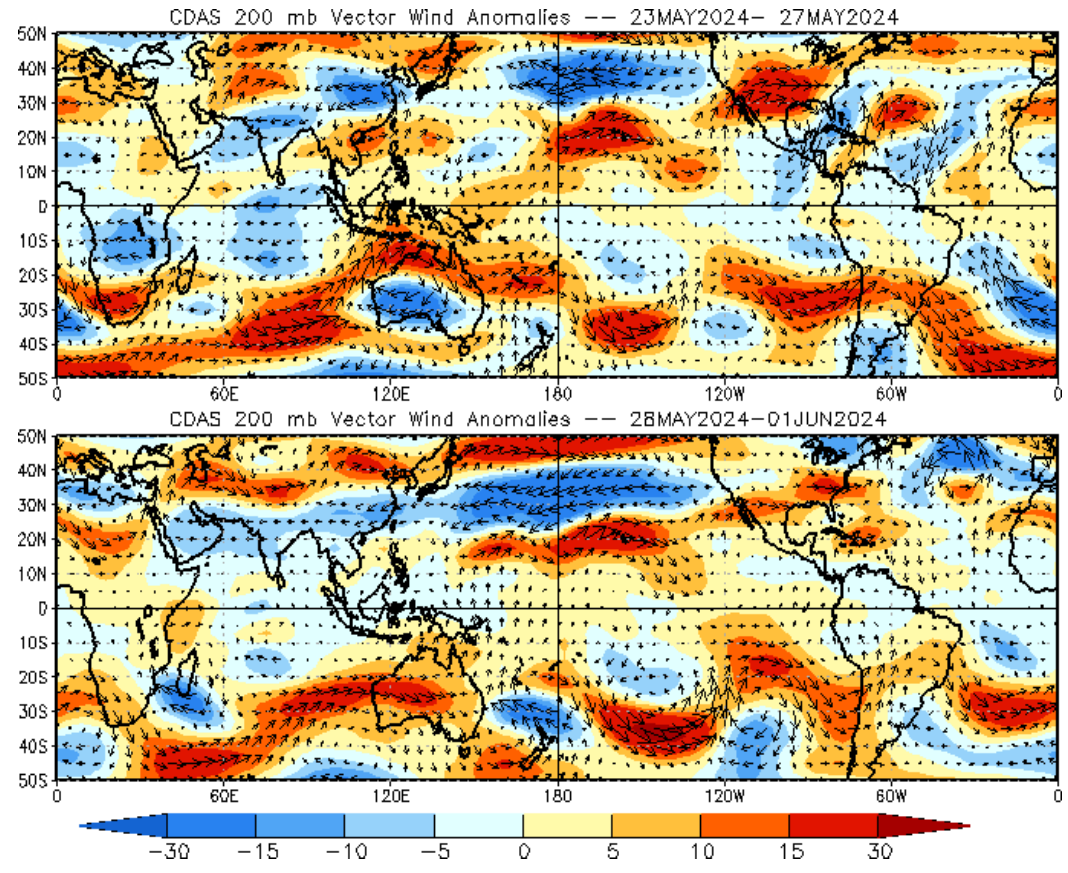 CDAS 200 mb Vector Wind Anomalies -- 23MAY2024- 27MAY2024
50N
40N
30N
20N
10N
0
10S
20S
30S
40S
50S
0 60E 120E 180 120W 60W 0
CDAS 200 mb Vector Wind Anomalies -- 28MAY2024-01JUN2024
50N
40N
30N
20N
10N
0
10S
20S
30S
40S
50S
0 60E 120E 180 120W 60W 0
-30 -15 -10 -5 0 5 10 15 30